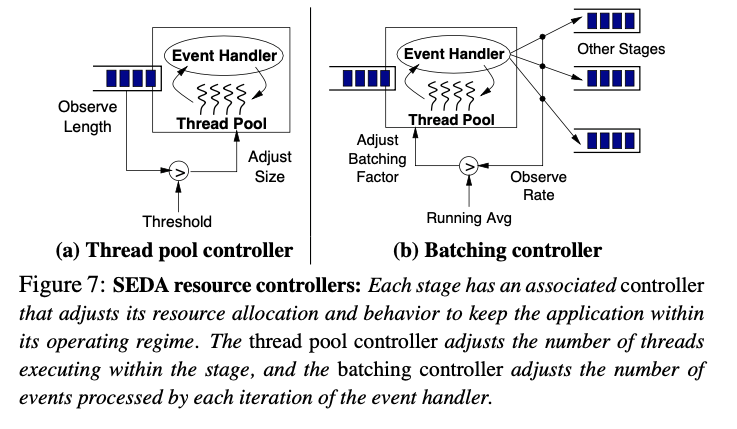 Event Handler
Thread Pool
Observe
Length
Adjust
Size
>
Threshold
(a) Thread pool controller
Event Handler
Thread Pool
Other Stages
Adjust
Batching
Factor
>
Observe
Rate
Running Avg
(b) Batching controller
Figure 7: SEDA resource controllers: Each stage has an associated controller
that adjusts its resource allocation and behavior to keep the application within
its operating regime. The thread pool controller adjusts the number of threads
executing within the stage, and the batching controller adjusts the number of
events processed by each iteration of the event handler.